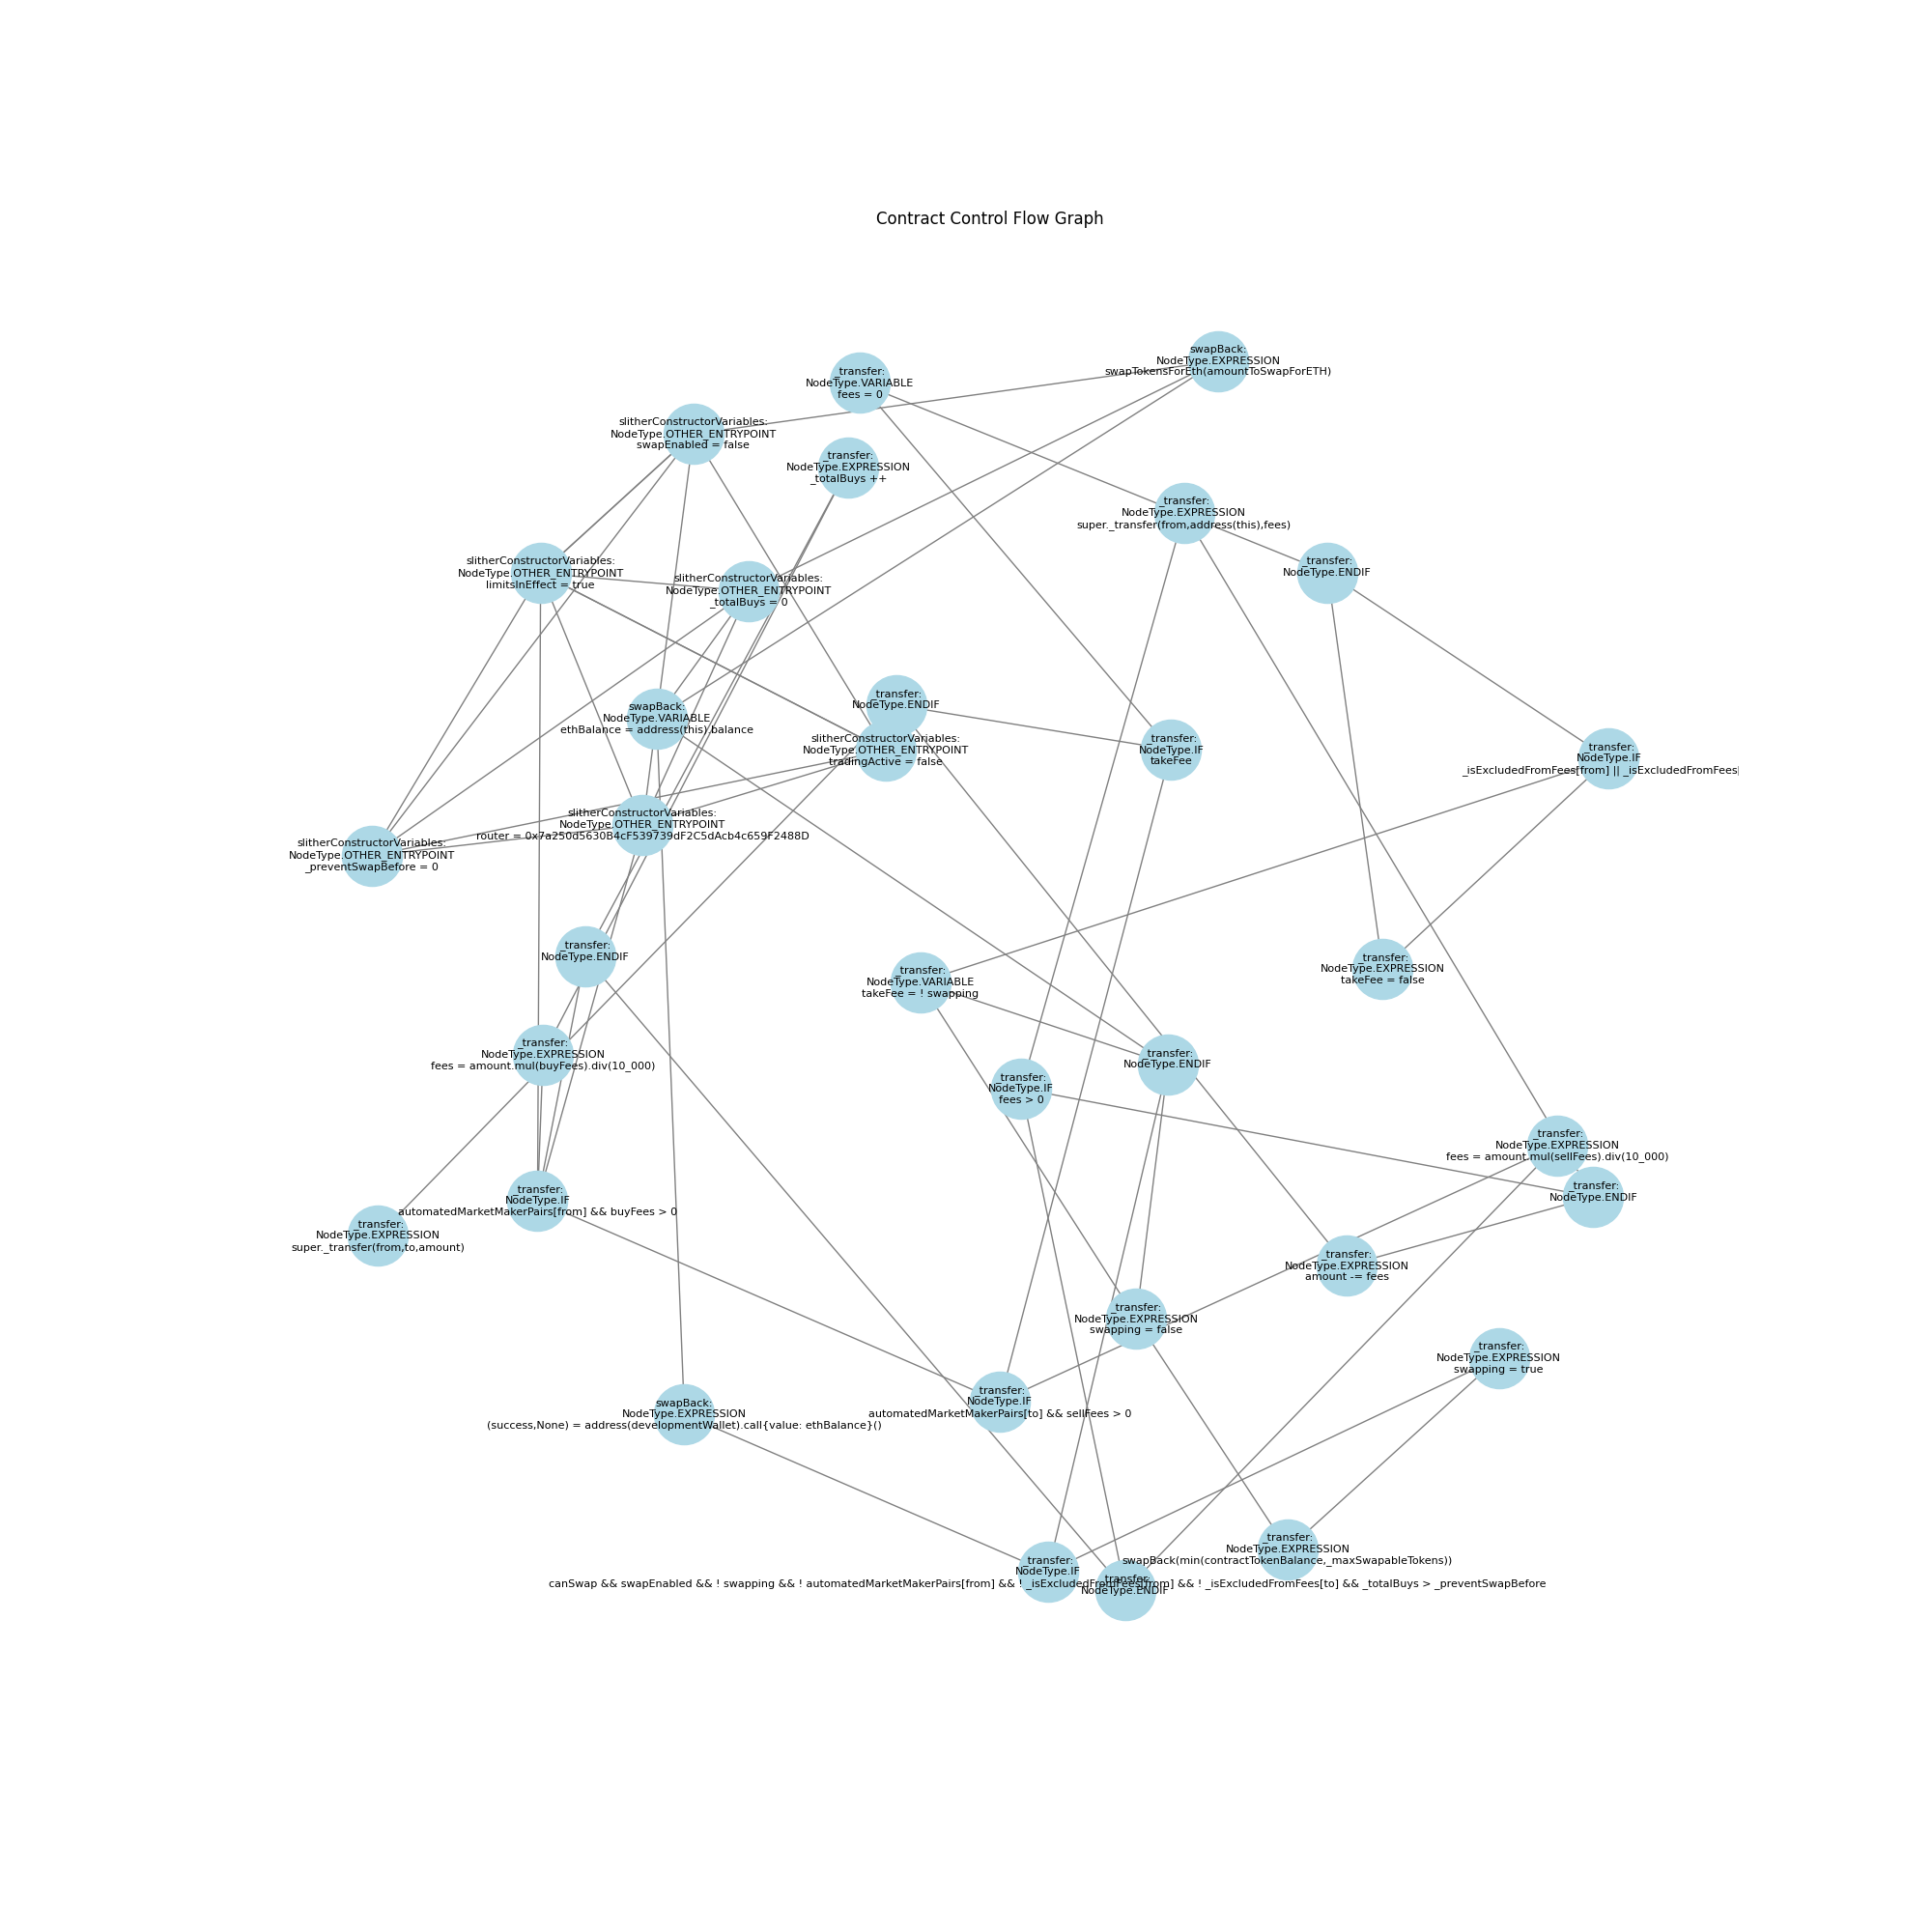 Contract Control Flow Graph
swapBack:
NodeType.EXPRESSION
swapTokensForEth(amountToSwapForETH)
_transfer:
NodeType.VARIABLE
fees = 0
slitherConstructorVariables:
NodeType.OTHER_ENTRYPOINT
swapEnabled = false
_transfer:
NodeType.EXPRESSION
_totalBuys ++
_transfer:
NodeType.EXPRESSION
super._transfer(from,address(this),fees)
slitherConstructorVariables:
NodeType.OTHER_ENTRYPOINT
limitsInEffect = true
_transfer:
NodeType.ENDIF
slitherConstructorVariables:
NodeType.OTHER_ENTRYPOINT
_totalBuys = 0
_transfer:
NodeType.ENDIF
swapBack:
NodeType.VARIABLE
ethBalance = address(this).balance
slitherConstructorVariables:
NodeType.OTHER_ENTRYPOINT
tradingActive = false
_transfer:
NodeType.IF
takeFee
_transfer:
NodeType.IF
_isExcludedFromFees[from] || _isExcludedFromFees[
slitherConstructorVariables:
NodeType.OTHER_ENTRYPOINT
router = 0x7a250d5630B4cF539739dF2C5dAcb4c659F2488D
slitherConstructorVariables:
NodeType.OTHER_ENTRYPOINT
_preventSwapBefore = 0
_transfer:
NodeType.ENDIF
_transfer:
NodeType.EXPRESSION
takeFee = false
_transfer:
NodeType.VARIABLE
takeFee = ! swapping
_transfer:
NodeType.EXPRESSION
fees = amount.mul(buyFees).div(10_000)
_transfer:
NodeType.ENDIF
_transfer:
NodeType.IF
fees > 0
_transfer:
NodeType.EXPRESSION
fees = amount.mul(sellFees).div(10_000)
_transfer:
NodeType.ENDIF
_transfer:
NodeType.IF
automatedMarketMakerPairs[from] && buyFees > 0
_transfer:
NodeType.EXPRESSION
super._transfer(from,to,amount)
_transfer:
NodeType.EXPRESSION
amount -= fees
_transfer:
NodeType.EXPRESSION
swapping = false
_transfer:
NodeType.EXPRESSION
swapping = true
_transfer:
NodeType.IF
automatedMarketMakerPairs[to] && sellFees > 0
swapBack:
NodeType.EXPRESSION
(success,None) = address(developmentWallet).call{value: ethBalance}()
_transfer:
NodeType.EXPRESSION
swapBack(min(contractTokenBalance,_maxSwapableTokens))
_transfer:
NodeType.IF
canSwap && swapEnabled && ! swapping && ! automatedMarketMakerPairs[from] && ! _isExcludedFromFees[from] && ! _isExcludedFromFees[to] && _totalBuys > _preventSwapBefore
_transfer:
NodeType.ENDIF